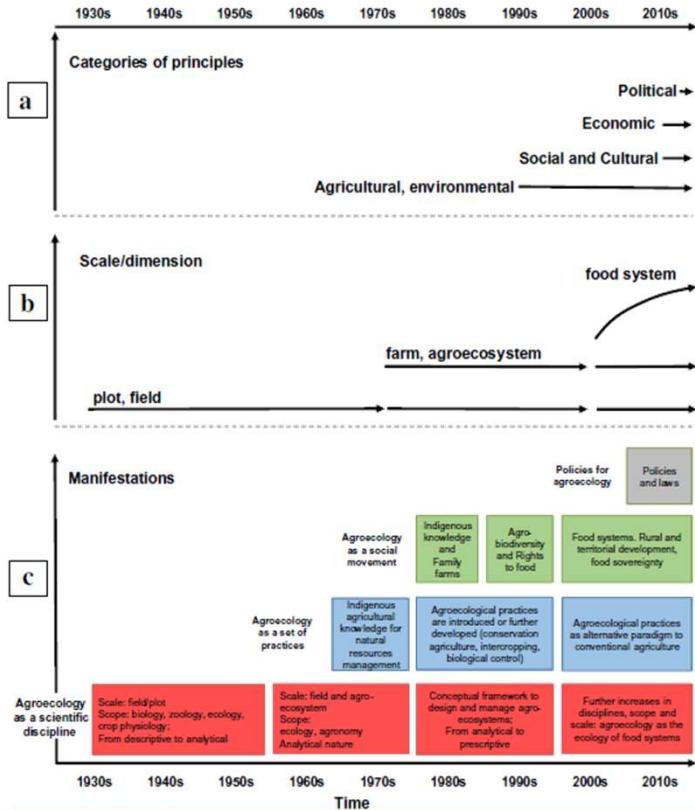 1930s 1940s 1950s 1960s 1970s 1980s 1990s 2000s 2010s
a
Categories of principles
Political
Economic
Social and Cultural
Agricultural, environmental
b
Scale/dimension
food system
farm, agroecosystem
plot, field
c
Manifestations
Policies for
agroecology
Policies
and laws
Agroecology
as a social
movement
Indigenous
knowledge
and
Family
farms
Agro-
biodiversity
and Rights
to food
Food systems. Rural and
territorial development,
food sovereignty
Agroecology
as a set of
practices
Indigenous
agricultural
knowledge for
natural
resources
management
Agroecological practices
are introduced or further
developed (conservation
agriculture, intercropping,
biological control)
Agroecological practices
as alternative paradigm to
conventional agriculture
Agroecology
as a scientific
discipline
Scale: field/plot
Scope: biology, zoology, ecology,
crop physiology;
From descriptive to analytical
Scale: field and agro-
ecosystem
Scope:
ecology, agronomy
Analytical nature
Conceptual framework to
design and manage agro-
ecosystems;
From analytical to
prescriptive
Further increases in
disciplines, scope and
scale: agroecology as the
ecology of food systems
1930s 1940s 1950s 1960s 1970s 1980s 1990s 2000s 2010s
Time